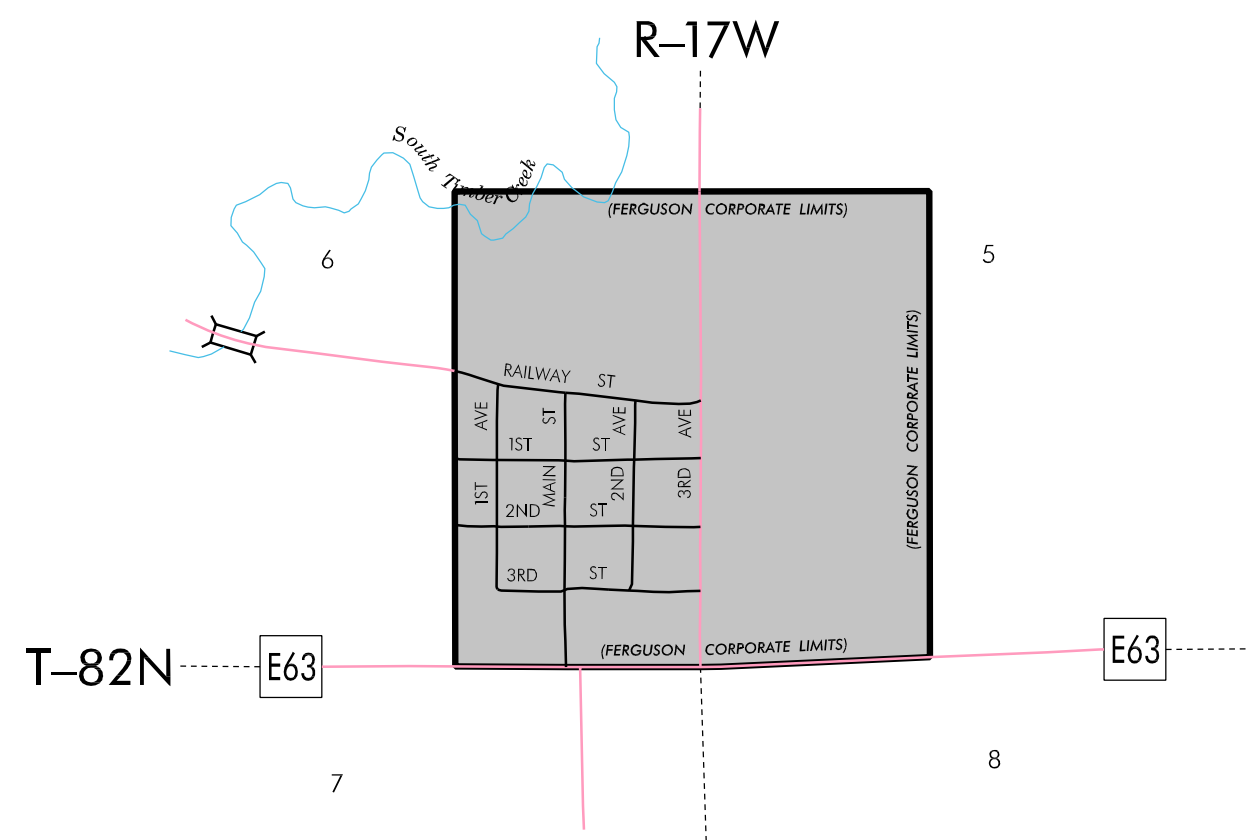 R–17W
South Timber Creek
(FERGUSON CORPORATE LIMITS)
6
5
(FERGUSON CORPORATE LIMITS)
RAILWAY ST
1ST AVE
MAIN ST
2ND AVE
3RD AVE
1ST ST
2ND ST
3RD ST
(FERGUSON CORPORATE LIMITS)
T–82N
E63
E63
7
8